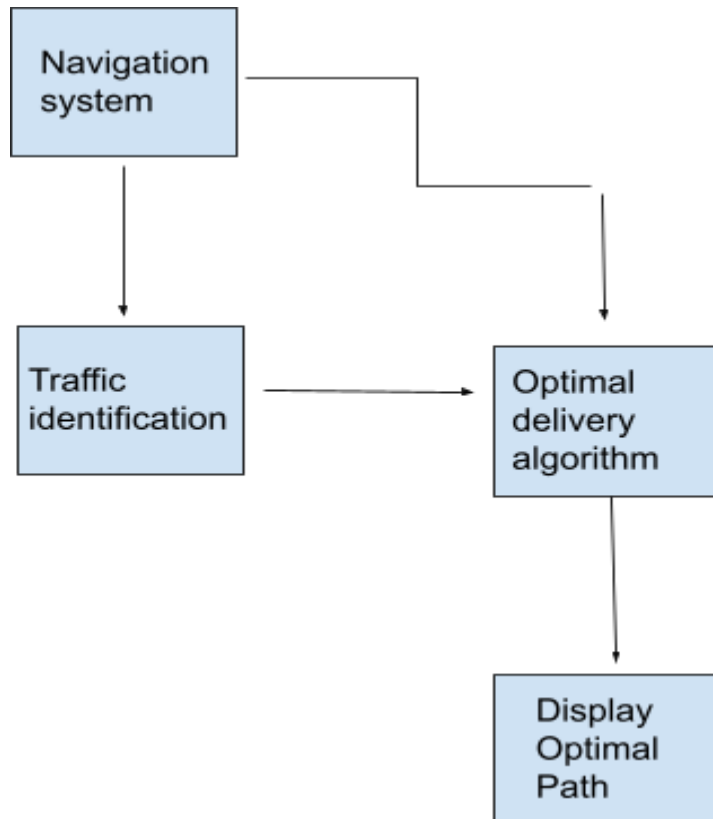 Navigation
system
Traffic
identification
Optimal
delivery
algorithm
Display
Optimal
Path